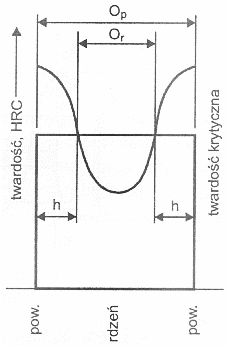 Op
Or
twardość, HRC
twardość krytyczna
h
h
pow.
rdzeń
pow.